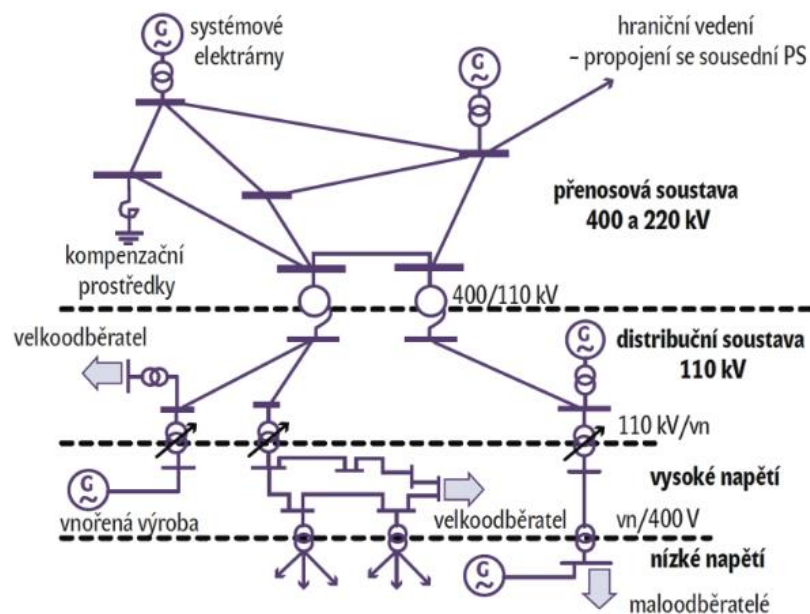 G
systémové
elektrárny
G
hraniční vedení
– propojení se sousední PS
přenosová soustava
400 a 220 kV
kompenzační
prostředky
400/110 kV
velkoodběratel
G
distribuční soustava
110 kV
110 kV/vn
G
vnořená výroba
vysoké napětí
velkoodběratel
vn/400 V
nízké napětí
G
maloodběratelé